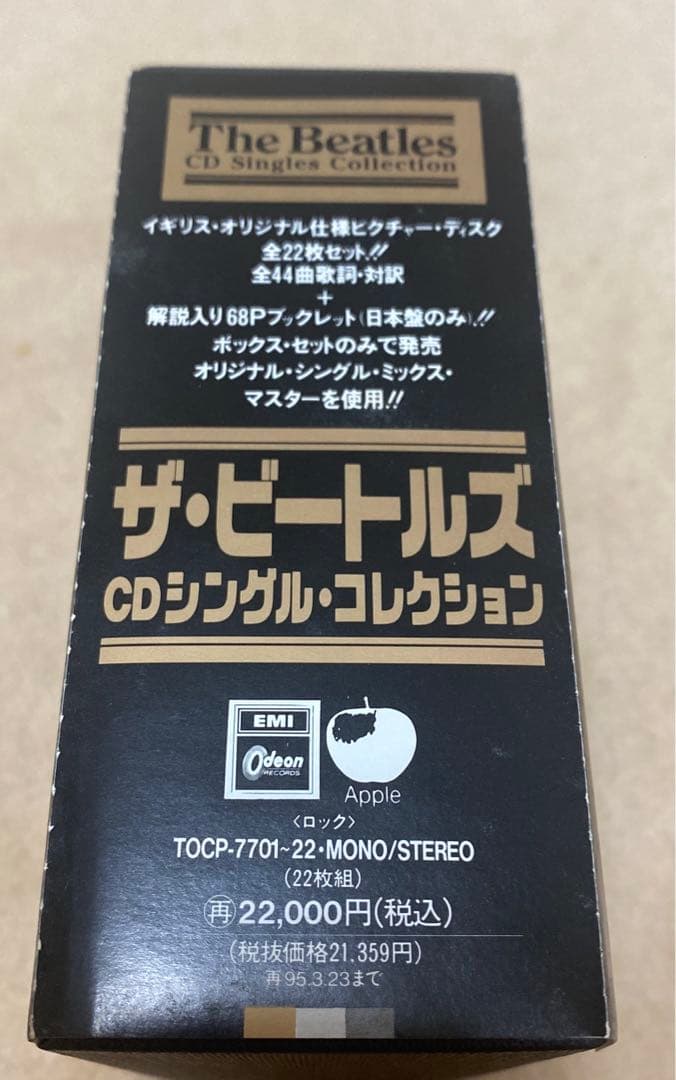 The Beatles
CD Singles Collection
イギリス・オリジナル仕様ピクチャー・ディスク
全22枚セット!!
全44曲歌詞・対訳
+
解説入り68Pブックレット(日本盤のみ)!!
ボックス・セットのみで発売
オリジナル・シングル・ミックス・
マスターを使用!!
ザ・ビートルズ
CDシングル・コレクション
EMI
Odeon
RECORDS
Apple
〈ロック〉
TOCP-7701~22・MONO/STEREO
(22枚組)
再22,000円(税込)
(税抜価格21,359円)
再95.3.23まで